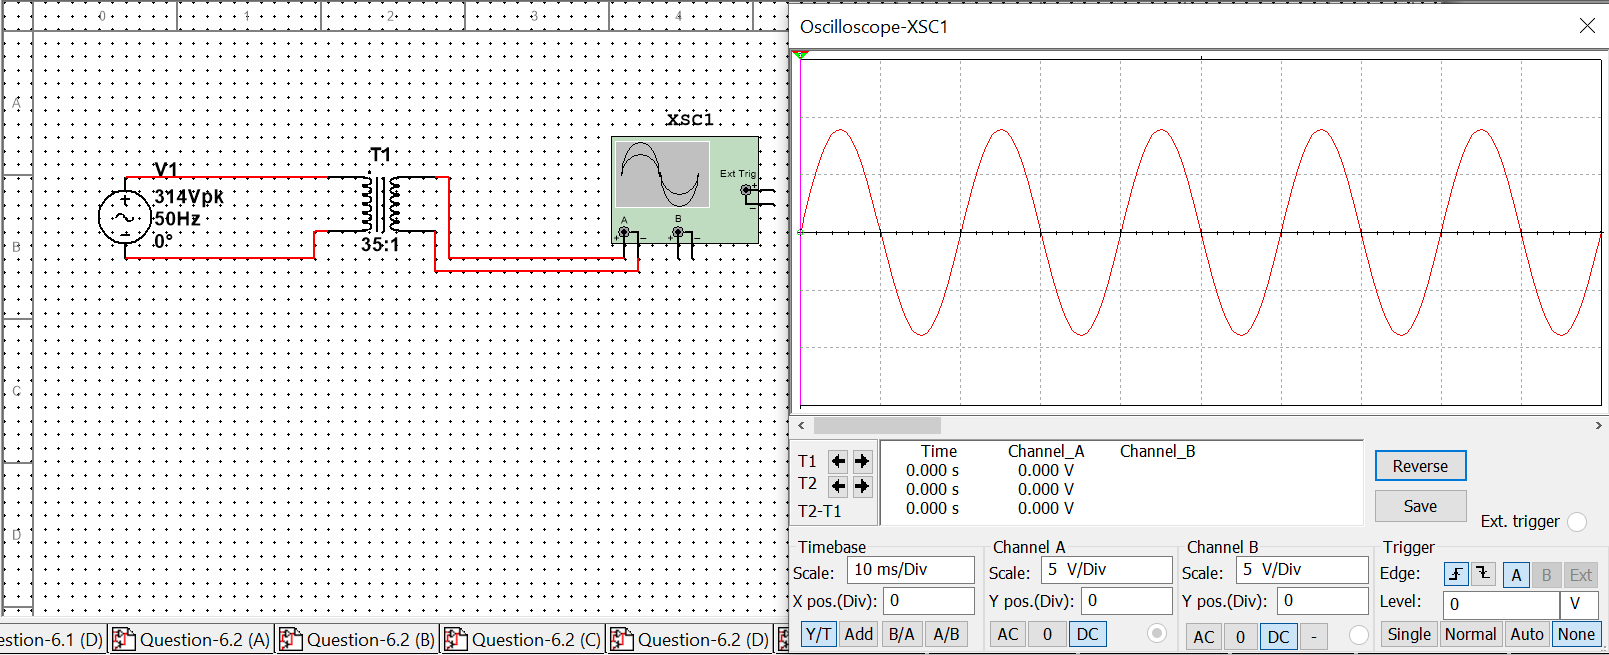 0 1 2 3 4
A
B
C
D
V1
314Vpk
50Hz
0°
T1
35:1
XSC1
Ext Trig
+
−
A B
+ − + −
Question-6.2 (A) Question-6.2 (B) Question-6.2 (C) Question-6.2 (D)
estion-6.1 (D)
Oscilloscope-XSC1
Time Channel_A Channel_B
T1 0.000 s 0.000 V
T2 0.000 s 0.000 V
T2-T1 0.000 s 0.000 V
Reverse
Save
Ext. trigger
Timebase
Scale: 10 ms/Div
X pos.(Div): 0
Y/T Add B/A A/B
Channel A
Scale: 5 V/Div
Y pos.(Div): 0
AC 0 DC
Channel B
Scale: 5 V/Div
Y pos.(Div): 0
AC 0 DC -
Trigger
Edge: A B Ext
Level: 0 V
Single Normal Auto None